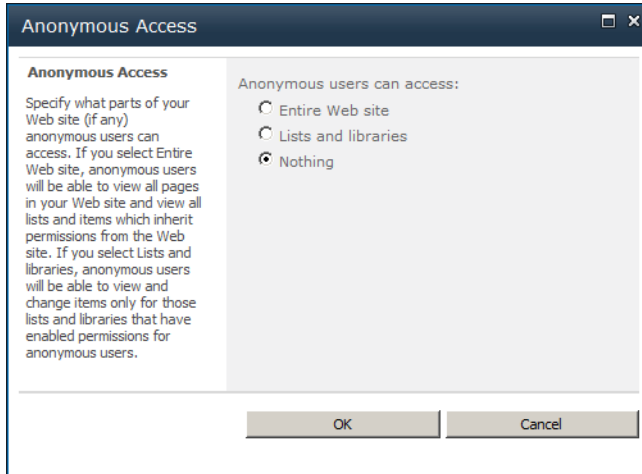 Anonymous Access
Anonymous Access
Specify what parts of your
Web site (if any)
anonymous users can
access. If you select Entire
Web site, anonymous users
will be able to view all pages
in your Web site and view all
lists and items which inherit
permissions from the Web
site. If you select Lists and
libraries, anonymous users
will be able to view and
change items only for those
lists and libraries that have
enabled permissions for
anonymous users.
Anonymous users can access:
Entire Web site
Lists and libraries
Nothing
OK
Cancel